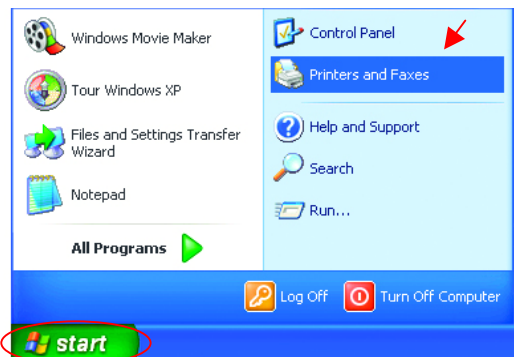 Windows Movie Maker
Tour Windows XP
Files and Settings Transfer
Wizard
Notepad
All Programs
Control Panel
Printers and Faxes
Help and Support
Search
Run...
Log Off
Turn Off Computer
start